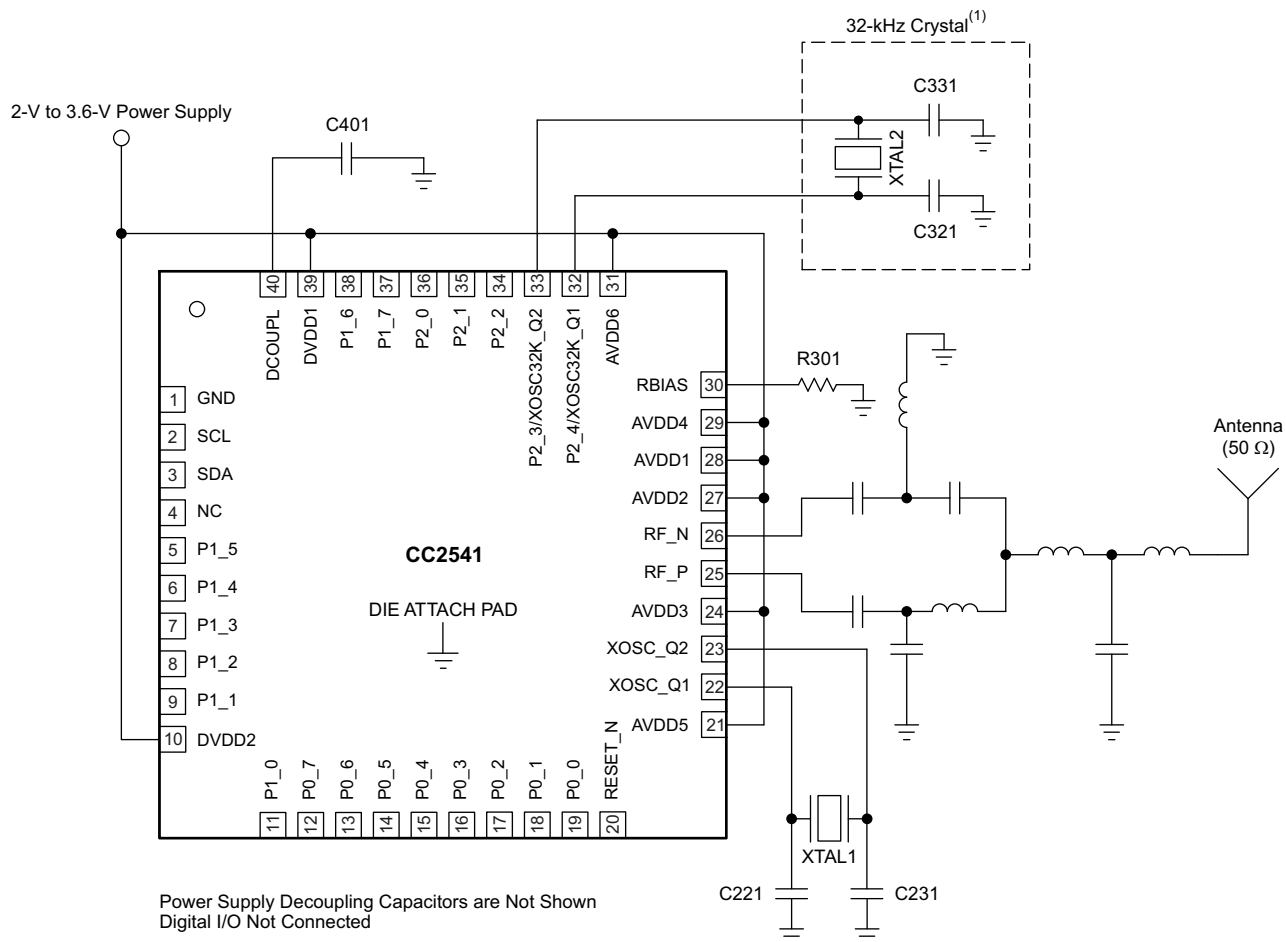 32-kHz Crystal(1)
C331
XTAL2
C321
2-V to 3.6-V Power Supply
C401
40
39
38
37
36
35
34
33
32
31
DCOUPL
DVDD1
P1_6
P1_7
P2_0
P2_1
P2_2
P2_3/XOSC32K_Q2
P2_4/XOSC32K_Q1
AVDD6
1 GND
2 SCL
3 SDA
4 NC
5 P1_5
6 P1_4
7 P1_3
8 P1_2
9 P1_1
10 DVDD2
CC2541
DIE ATTACH PAD
RBIAS 30
AVDD4 29
AVDD1 28
AVDD2 27
RF_N 26
RF_P 25
AVDD3 24
XOSC_Q2 23
XOSC_Q1 22
AVDD5 21
R301
Antenna
(50 Ω)
P1_0
P0_7
P0_6
P0_5
P0_4
P0_3
P0_2
P0_1
P0_0
RESET_N
11
12
13
14
15
16
17
18
19
20
XTAL1
C221
C231
Power Supply Decoupling Capacitors are Not Shown
Digital I/O Not Connected